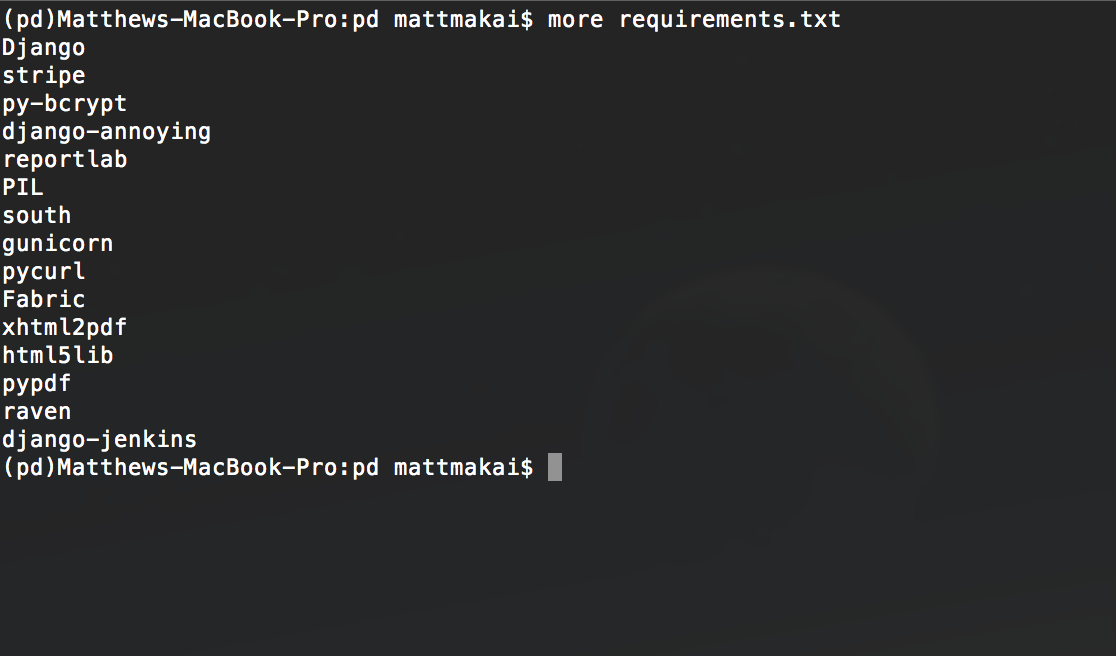 (pd)Matthews-MacBook-Pro:pd mattmakai$ more requirements.txt
Django
stripe
py-bcrypt
django-annoying
reportlab
PIL
south
gunicorn
pycurl
Fabric
xhtml2pdf
html5lib
pypdf
raven
django-jenkins
(pd)Matthews-MacBook-Pro:pd mattmakai$